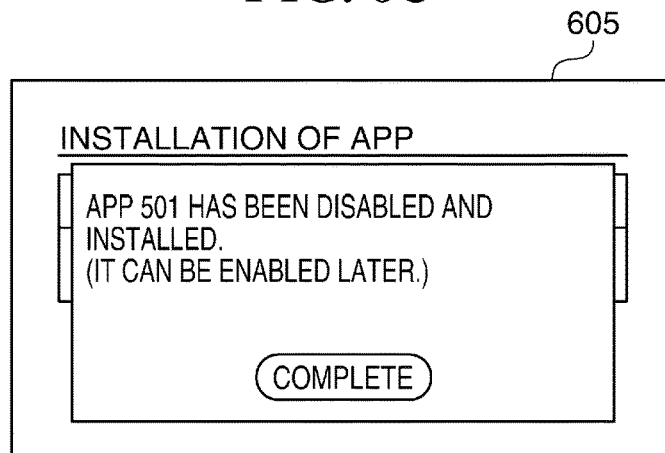 605
INSTALLATION OF APP
APP 501 HAS BEEN DISABLED AND
INSTALLED.
(IT CAN BE ENABLED LATER.)
COMPLETE